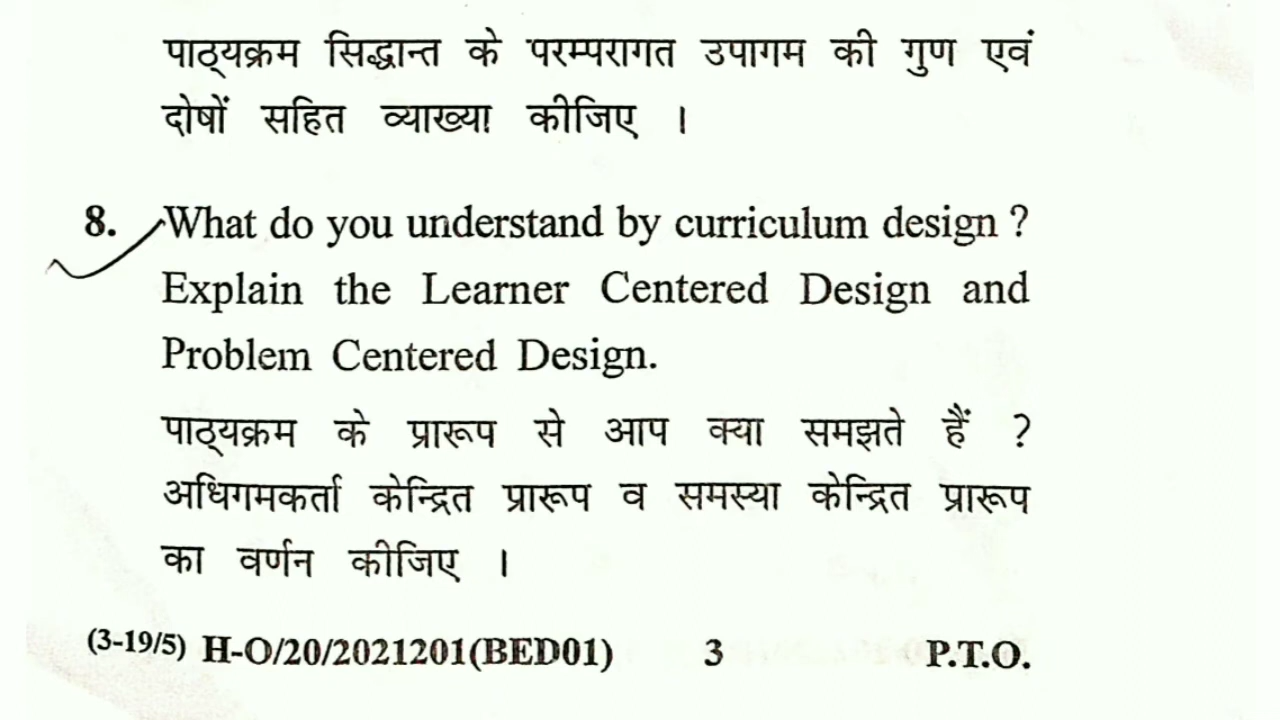 पाठ्यक्रम सिद्धान्त के परम्परागत उपागम की गुण एवं
दोषों सहित व्याख्या कीजिए ।
8. What do you understand by curriculum design ?
Explain the Learner Centered Design and
Problem Centered Design.
पाठ्यक्रम के प्रारूप से आप क्या समझते हैं ?
अधिगमकर्ता केन्द्रित प्रारूप व समस्या केन्द्रित प्रारूप
का वर्णन कीजिए ।
(3-19/5) H-O/20/2021201(BED01) 3 P.T.O.